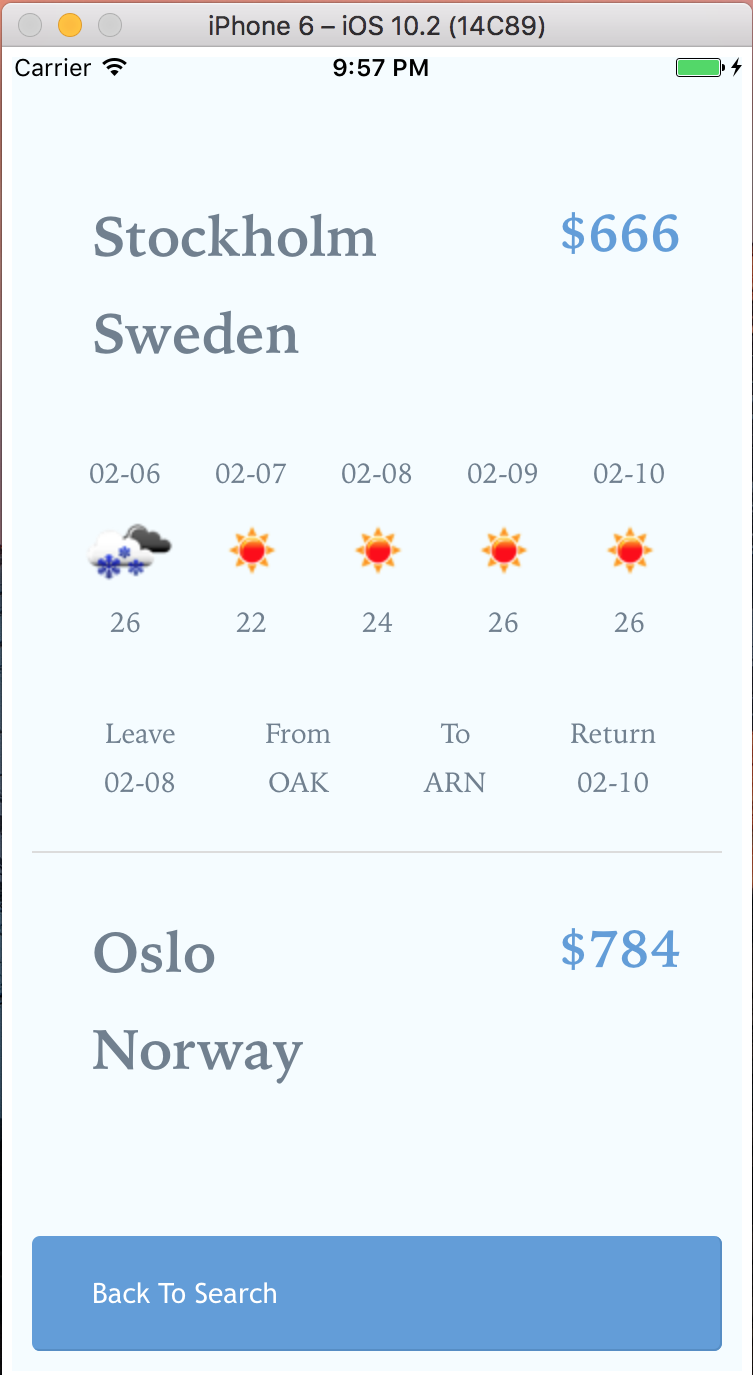 iPhone 6 – iOS 10.2 (14C89)
Carrier 9:57 PM
Stockholm $666
Sweden
02-06 02-07 02-08 02-09 02-10
26 22 24 26 26
Leave From To Return
02-08 OAK ARN 02-10
Oslo $784
Norway
Back To Search